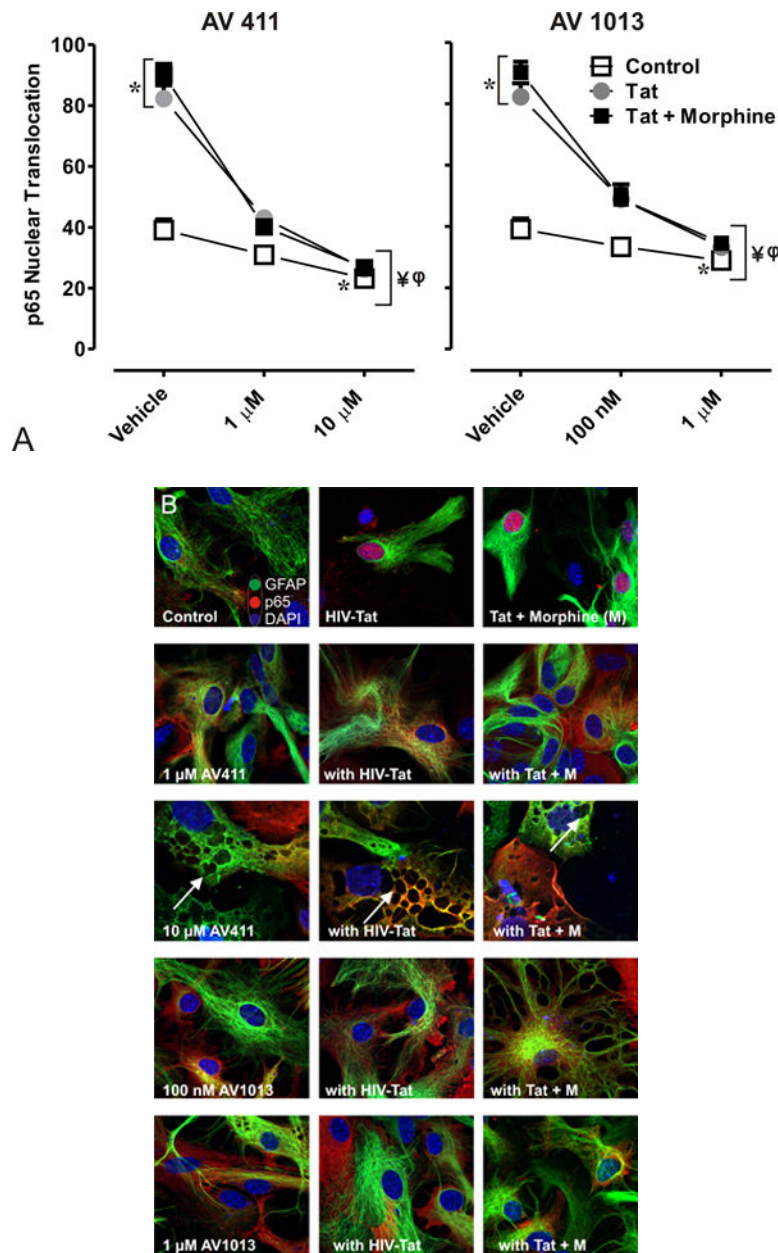 AV 411
AV 1013
p65 Nuclear Translocation
100
80
60
40
20
0
*
*
¥ φ
*
*
¥ φ
Control
Tat
Tat + Morphine
Vehicle
1 μM
10 μM
Vehicle
100 nM
1 μM
A
B
GFAP
p65
DAPI
Control
HIV-Tat
Tat + Morphine (M)
1 μM AV411
with HIV-Tat
with Tat + M
10 μM AV411
with HIV-Tat
with Tat + M
100 nM AV1013
with HIV-Tat
with Tat + M
1 μM AV1013
with HIV-Tat
with Tat + M